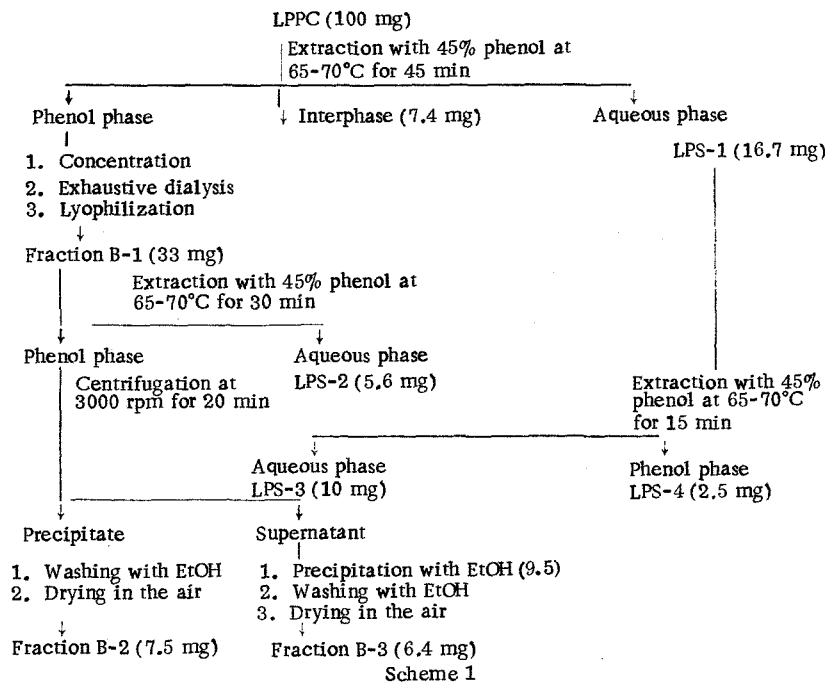 LPPC (100 mg)
Extraction with 45% phenol at
65-70°C for 45 min
Phenol phase
Interphase (7.4 mg)
Aqueous phase
LPS-1 (16.7 mg)
1. Concentration
2. Exhaustive dialysis
3. Lyophilization
Fraction B-1 (33 mg)
Extraction with 45% phenol at
65-70°C for 30 min
Phenol phase
Aqueous phase
LPS-2 (5.6 mg)
Centrifugation at
3000 rpm for 20 min
Extraction with 45%
phenol at 65-70°C
for 15 min
Aqueous phase
LPS-3 (10 mg)
Phenol phase
LPS-4 (2.5 mg)
Precipitate
1. Washing with EtOH
2. Drying in the air
Fraction B-2 (7.5 mg)
Supernatant
1. Precipitation with EtOH (9.5)
2. Washing with EtOH
3. Drying in the air
Fraction B-3 (6.4 mg)
Scheme 1